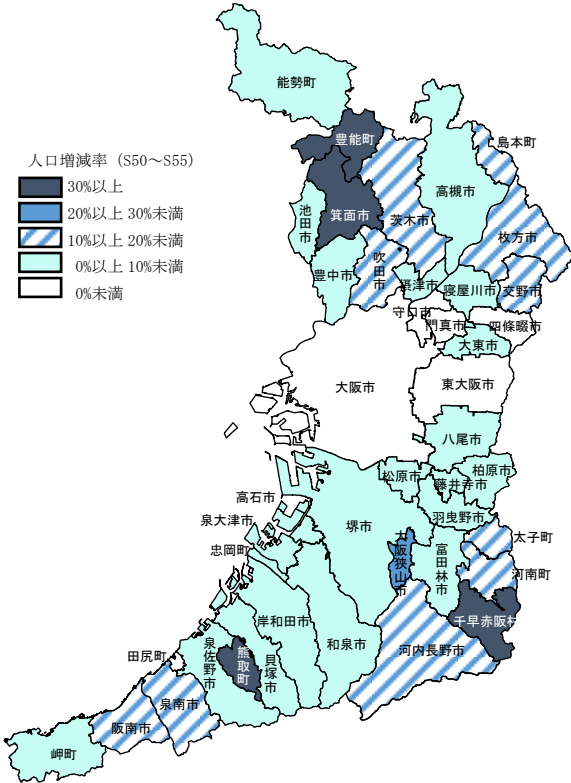 能勢町
豊能町
島本町
人口増減率（S50～S55）
30%以上
20%以上 30%未満
10%以上 20%未満
0%以上 10%未満
0%未満
高槻市
池田市
箕面市
茨木市
枚方市
吹田市
豊中市
摂津市
寝屋川市
交野市
守口市
門真市
四條畷市
大東市
大阪市
東大阪市
八尾市
柏原市
松原市
藤井寺市
高石市
羽曳野市
泉大津市
堺市
大阪狭山市
富田林市
太子町
忠岡町
河南町
千早赤阪村
岸和田市
和泉市
河内長野市
田尻町
泉佐野市
熊取町
貝塚市
泉南市
阪南市
岬町